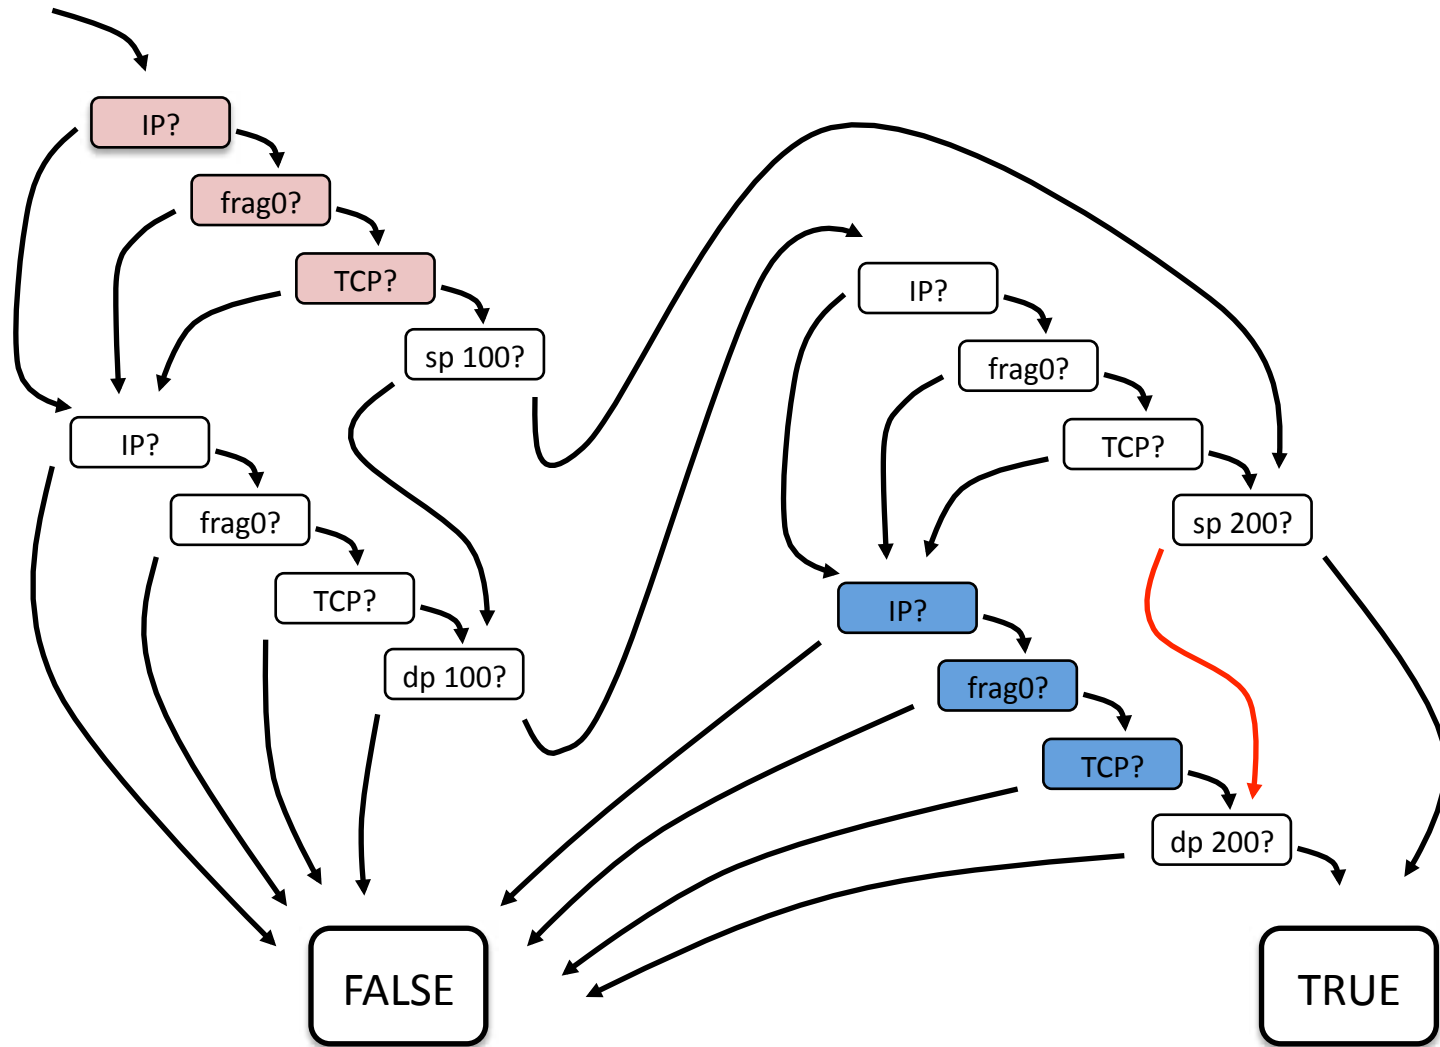 IP?
frag0?
TCP?
sp 100?
IP?
frag0?
TCP?
dp 100?
IP?
frag0?
TCP?
sp 200?
IP?
frag0?
TCP?
dp 200?
FALSE
TRUE